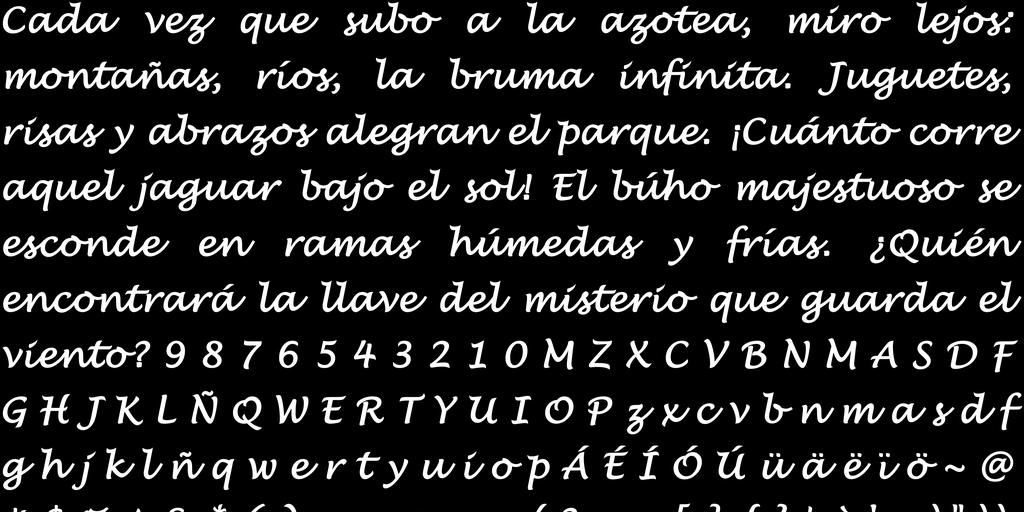 Cada vez que subo a la azotea, miro lejos:
montañas, ríos, la bruma infinita. Juguetes,
risas y abrazos alegran el parque. ¡Cuánto corre
aquel jaguar bajo el sol! El búho majestuoso se
esconde en ramas húmedas y frías. ¿Quién
encontrará la llave del misterio que guarda el
viento? 9 8 7 6 5 4 3 2 1 0 M Z X C V B N M A S D F
G H J K L Ñ Q W E R T Y U I O P z x c v b n m a s d f
g h j k l ñ q w e r t y u i o p Á É Í Ó Ú ü ä ë ï ö ~ @